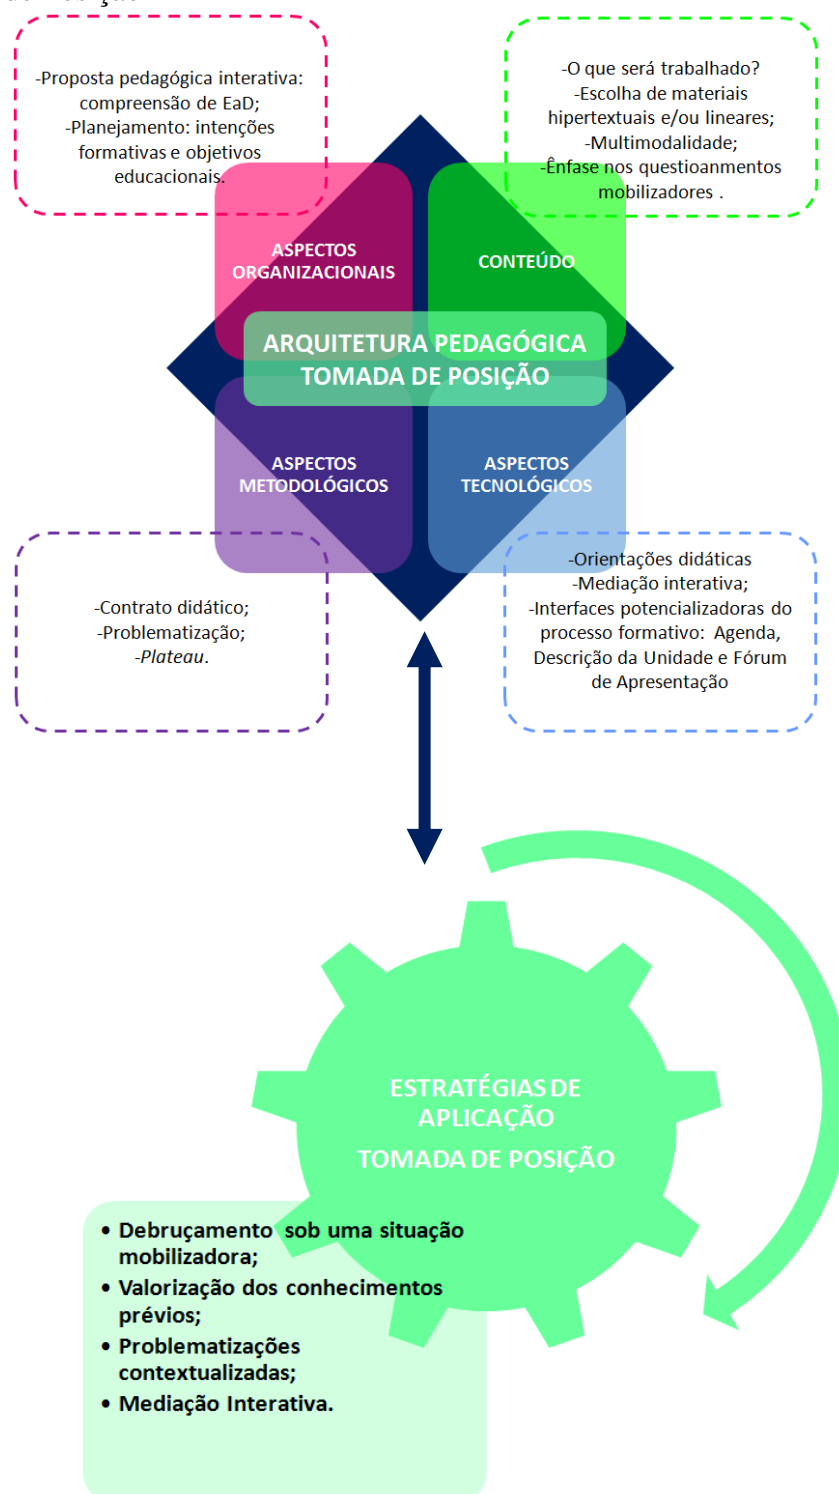 -Proposta pedagógica interativa:
compreensão de EaD;
-Planejamento: intenções
formativas e objetivos
educacionais.
-O que será trabalhado?
-Escolha de materiais
hipertextuais e/ou lineares;
-Multimodalidade;
-Ênfase nos questioanmentos
mobilizadores .
ASPECTOS
ORGANIZACIONAIS
CONTEÚDO
ARQUITETURA PEDAGÓGICA
TOMADA DE POSIÇÃO
ASPECTOS
METODOLÓGICOS
ASPECTOS
TECNOLÓGICOS
-Contrato didático;
-Problematização;
-Plateau.
-Orientações didáticas
-Mediação interativa;
-Interfaces potencializadoras do
processo formativo: Agenda,
Descrição da Unidade e Fórum
de Apresentação
ESTRATÉGIAS DE
APLICAÇÃO
TOMADA DE POSIÇÃO
• Debruçamento sob uma situação
mobilizadora;
• Valorização dos conhecimentos
prévios;
• Problematizações
contextualizadas;
• Mediação Interativa.